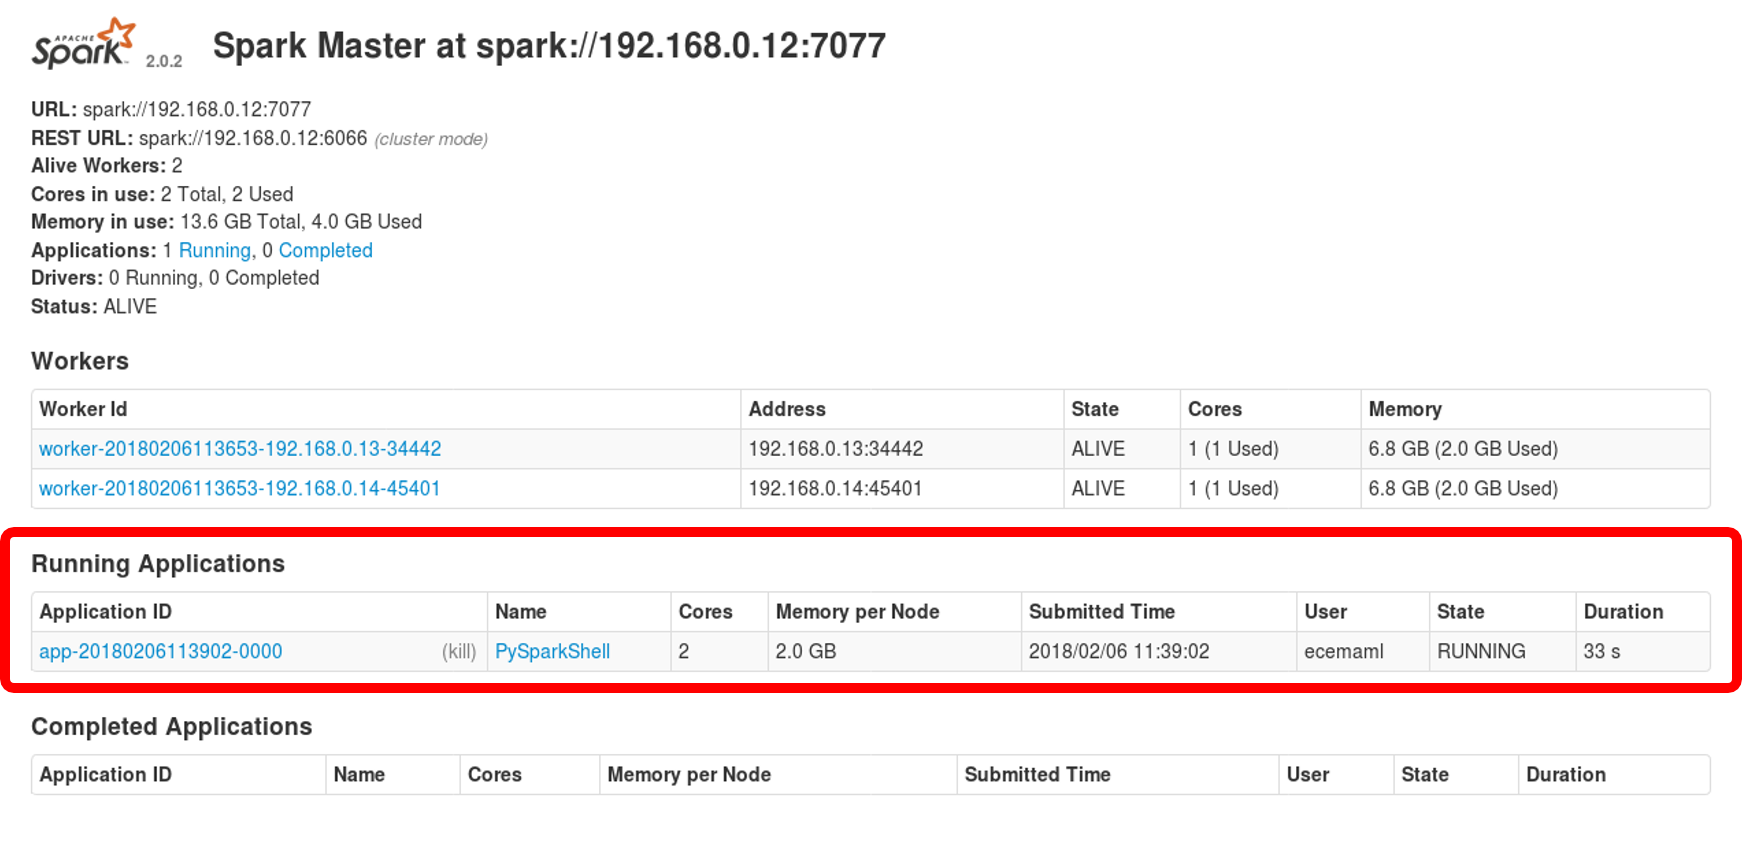 APACHE
Spark 2.0.2 Spark Master at spark://192.168.0.12:7077
URL: spark://192.168.0.12:7077
REST URL: spark://192.168.0.12:6066 (cluster mode)
Alive Workers: 2
Cores in use: 2 Total, 2 Used
Memory in use: 13.6 GB Total, 4.0 GB Used
Applications: 1 Running, 0 Completed
Drivers: 0 Running, 0 Completed
Status: ALIVE
Workers
Worker Id Address State Cores Memory
worker-20180206113653-192.168.0.13-34442 192.168.0.13:34442 ALIVE 1 (1 Used) 6.8 GB (2.0 GB Used)
worker-20180206113653-192.168.0.14-45401 192.168.0.14:45401 ALIVE 1 (1 Used) 6.8 GB (2.0 GB Used)
Running Applications
Application ID Name Cores Memory per Node Submitted Time User State Duration
app-20180206113902-0000 (kill) PySparkShell 2 2.0 GB 2018/02/06 11:39:02 ecemaml RUNNING 33 s
Completed Applications
Application ID Name Cores Memory per Node Submitted Time User State Duration